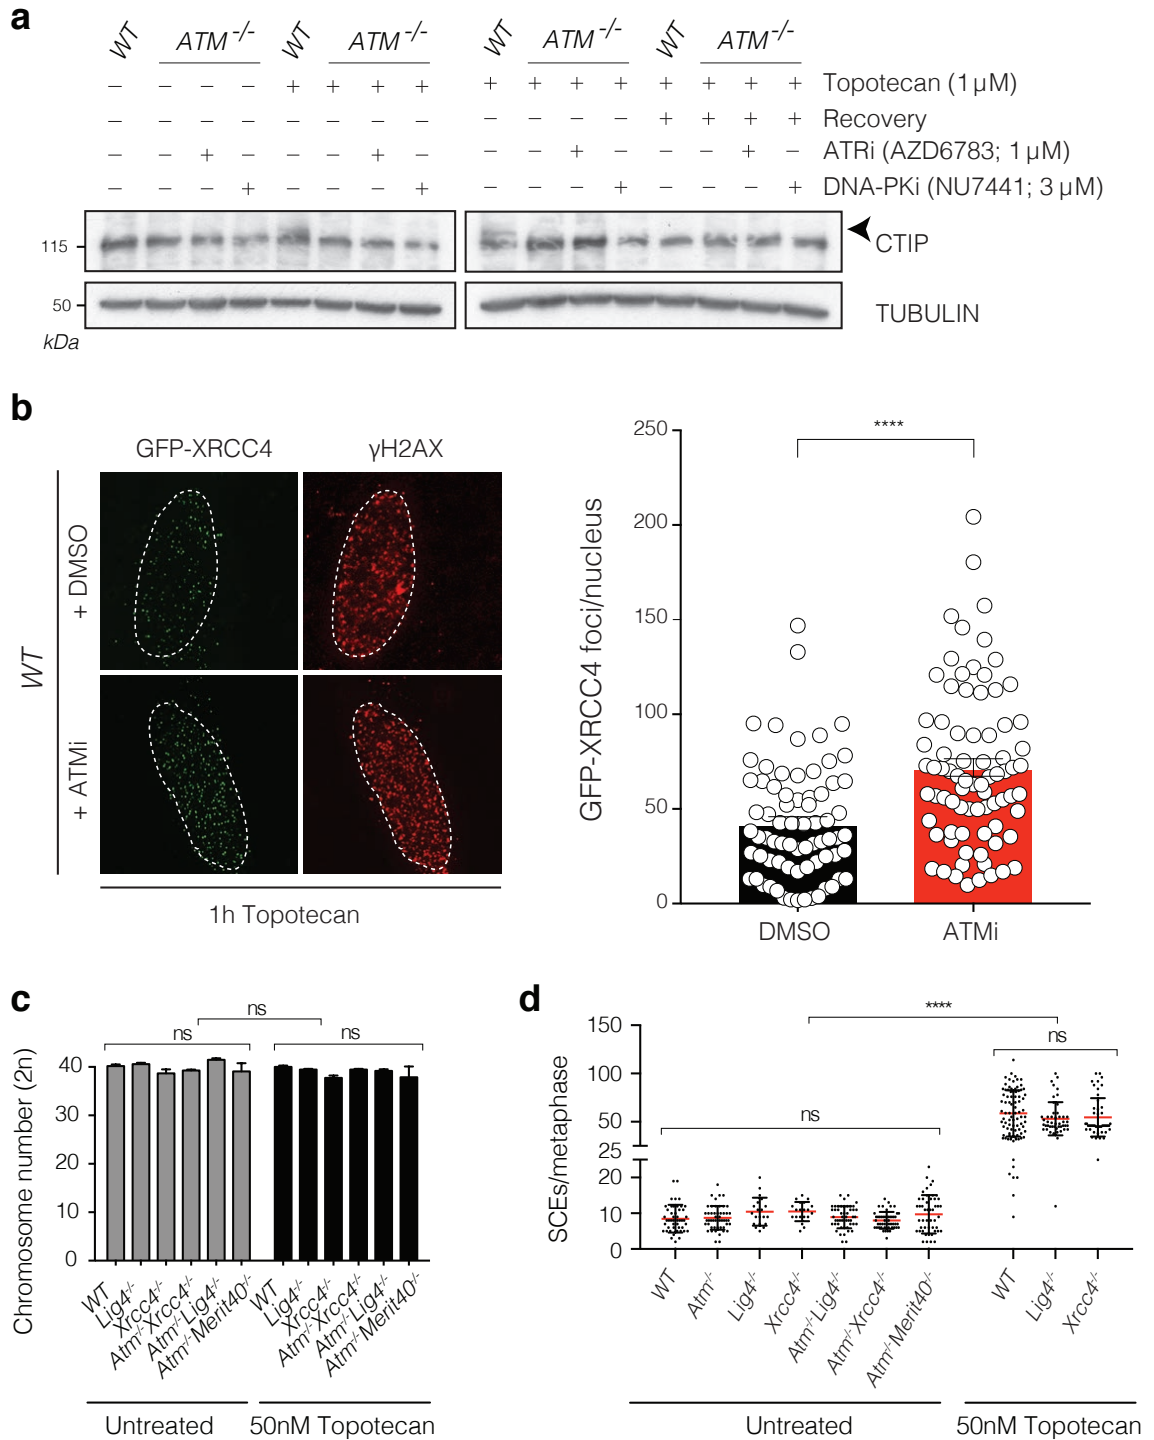 a
WT ATM-/- WT ATM-/- WT ATM-/- WT ATM-/-
– – – – + + + + + + + + + + + + Topotecan (1 µM)
– – – – – – – – – – – – + + + + Recovery
– – + – – – + – – – + – – – + – ATRi (AZD6783; 1 µM)
– – – + – – – + – – – + – – – + DNA-PKi (NU7441; 3 µM)
115
CTIP
50
TUBULIN
kDa
b
GFP-XRCC4 γH2AX
WT
+ DMSO
+ ATMi
1h Topotecan
GFP-XRCC4 foci/nucleus
250
200
150
100
50
0
****
DMSO ATMi
c
Chromosome number (2n)
40
30
20
10
0
ns
ns
ns
WT
Lig4-/-
Xrcc4-/-
Atm-/-Xrcc4-/-
Atm-/-Lig4-/-
Atm-/-Merit40-/-
WT
Lig4-/-
Xrcc4-/-
Atm-/-Xrcc4-/-
Atm-/-Lig4-/-
Atm-/-Merit40-/-
Untreated 50nM Topotecan
d
SCEs/metaphase
150
100
50
25
20
10
0
****
ns
ns
WT
Atm-/-
Lig4-/-
Xrcc4-/-
Atm-/-Lig4-/-
Atm-/-Xrcc4-/-
Atm-/-Merit40-/-
WT
Lig4-/-
Xrcc4-/-
Untreated 50nM Topotecan